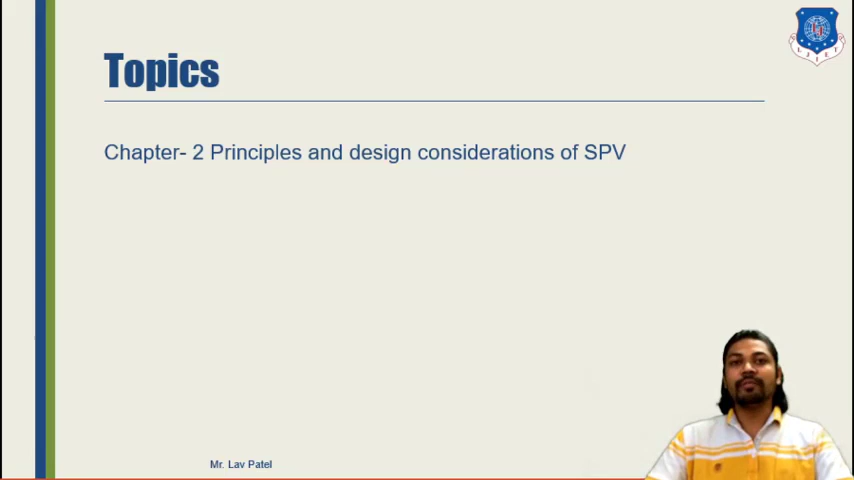 Topics
Chapter- 2 Principles and design considerations of SPV
Mr. Lav Patel